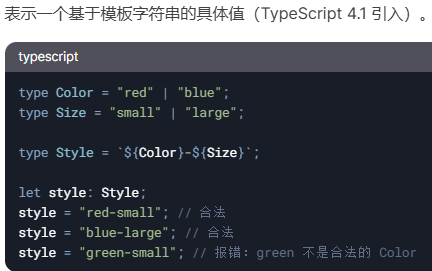 表示一个基于模板字符串的具体值（TypeScript 4.1 引入）。
typescript
type Color = "red" | "blue";
type Size = "small" | "large";
type Style = `${Color}-${Size}`;
let style: Style;
style = "red-small"; // 合法
style = "blue-large"; // 合法
style = "green-small"; // 报错：green 不是合法的 Color